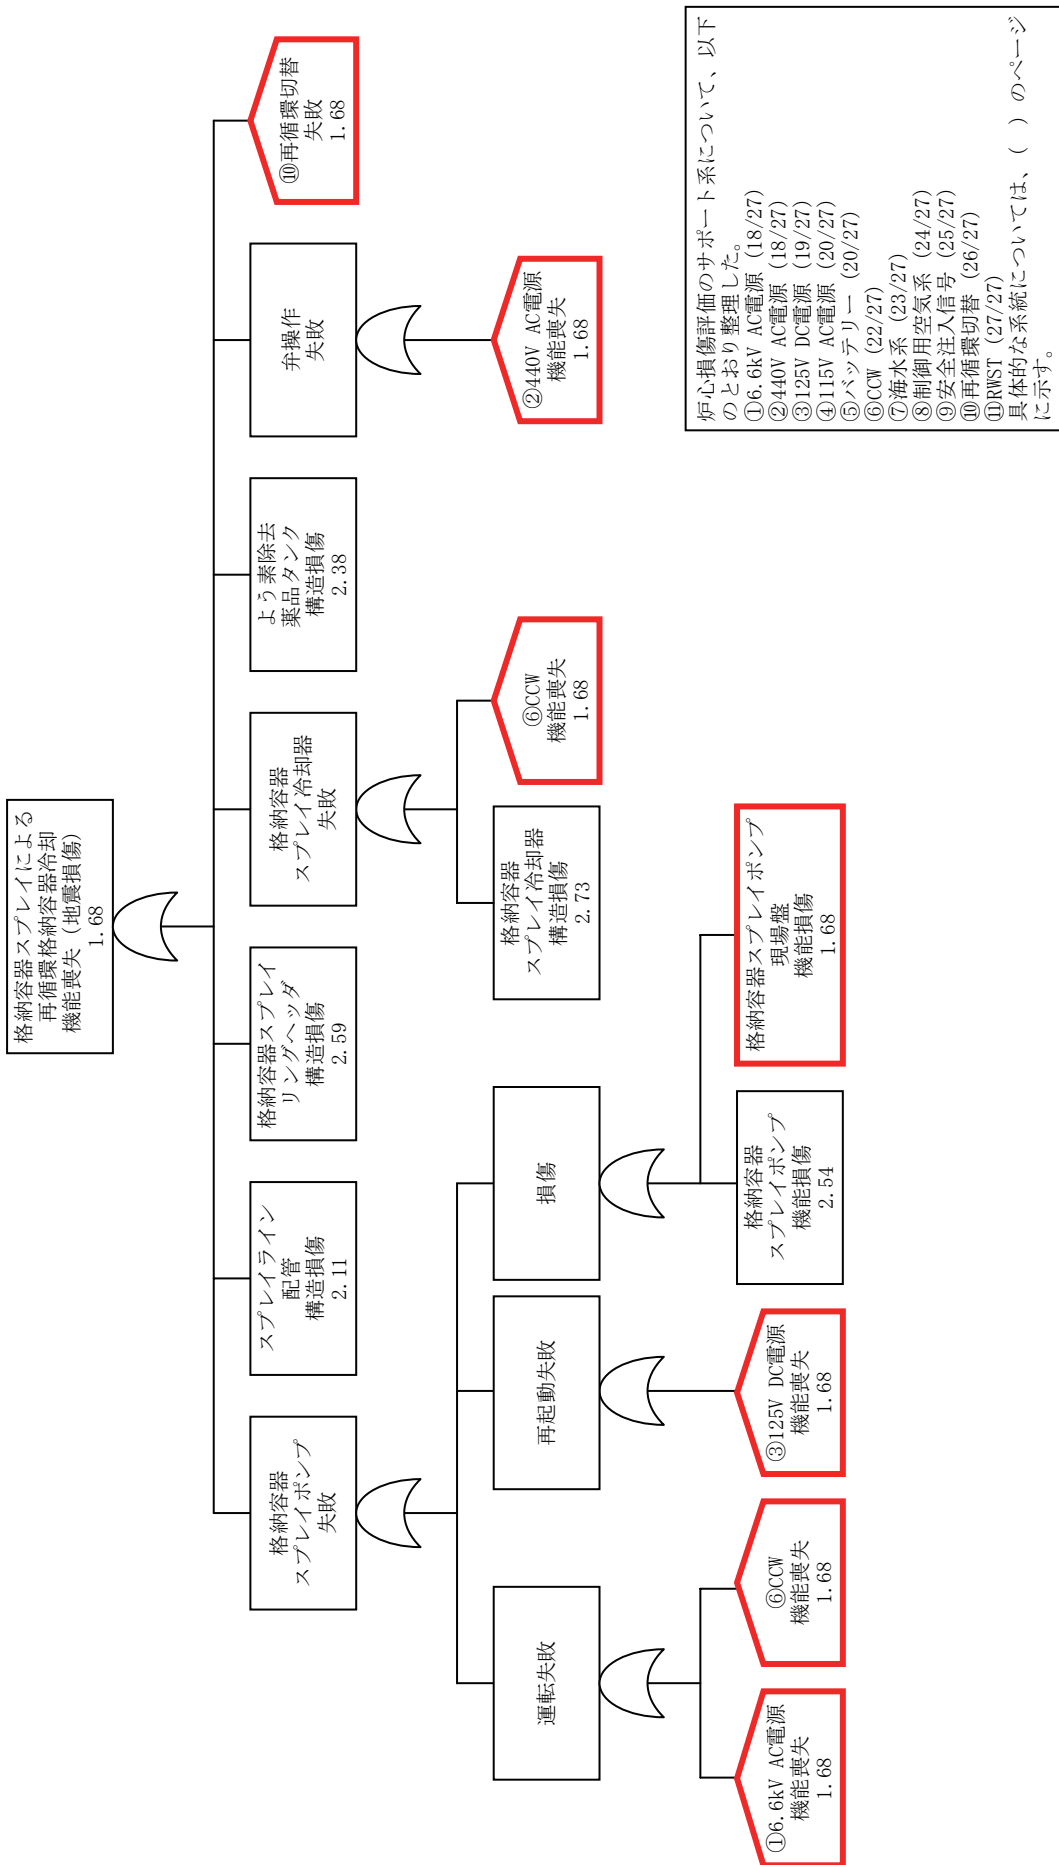 格納容器スプレイによる
再循環格納容器冷却
機能喪失（地震損傷）
1.68
格納容器
スプレイポンプ
失敗
スプレイライン
配管
構造損傷
2.11
格納容器スプレイ
リングヘッダ
構造損傷
2.59
格納容器
スプレイ冷却器
失敗
よう素除去
薬品タンク
構造損傷
2.38
弁操作
失敗
⑩再循環切替
失敗
1.68
運転失敗
再起動失敗
損傷
格納容器
スプレイ冷却器
構造損傷
2.73
⑥CCW
機能喪失
1.68
②440V AC電源
機能喪失
1.68
①6.6kV AC電源
機能喪失
1.68
⑥CCW
機能喪失
1.68
③125V DC電源
機能喪失
1.68
格納容器
スプレイポンプ
機能損傷
2.54
格納容器スプレイポンプ
現場盤
機能損傷
1.68
炉心損傷評価のサポート系について、以下
のとおり整理した。
①6.6kV AC電源（18/27）
②440V AC電源（18/27）
③125V DC電源（19/27）
④115V AC電源（20/27）
⑤バッテリー（20/27）
⑥CCW（22/27）
⑦海水系（23/27）
⑧制御用空気系（24/27）
⑨安全注入信号（25/27）
⑩再循環切替（26/27）
⑪RWST（27/27）
具体的な系統については、（　）のページ
に示す。